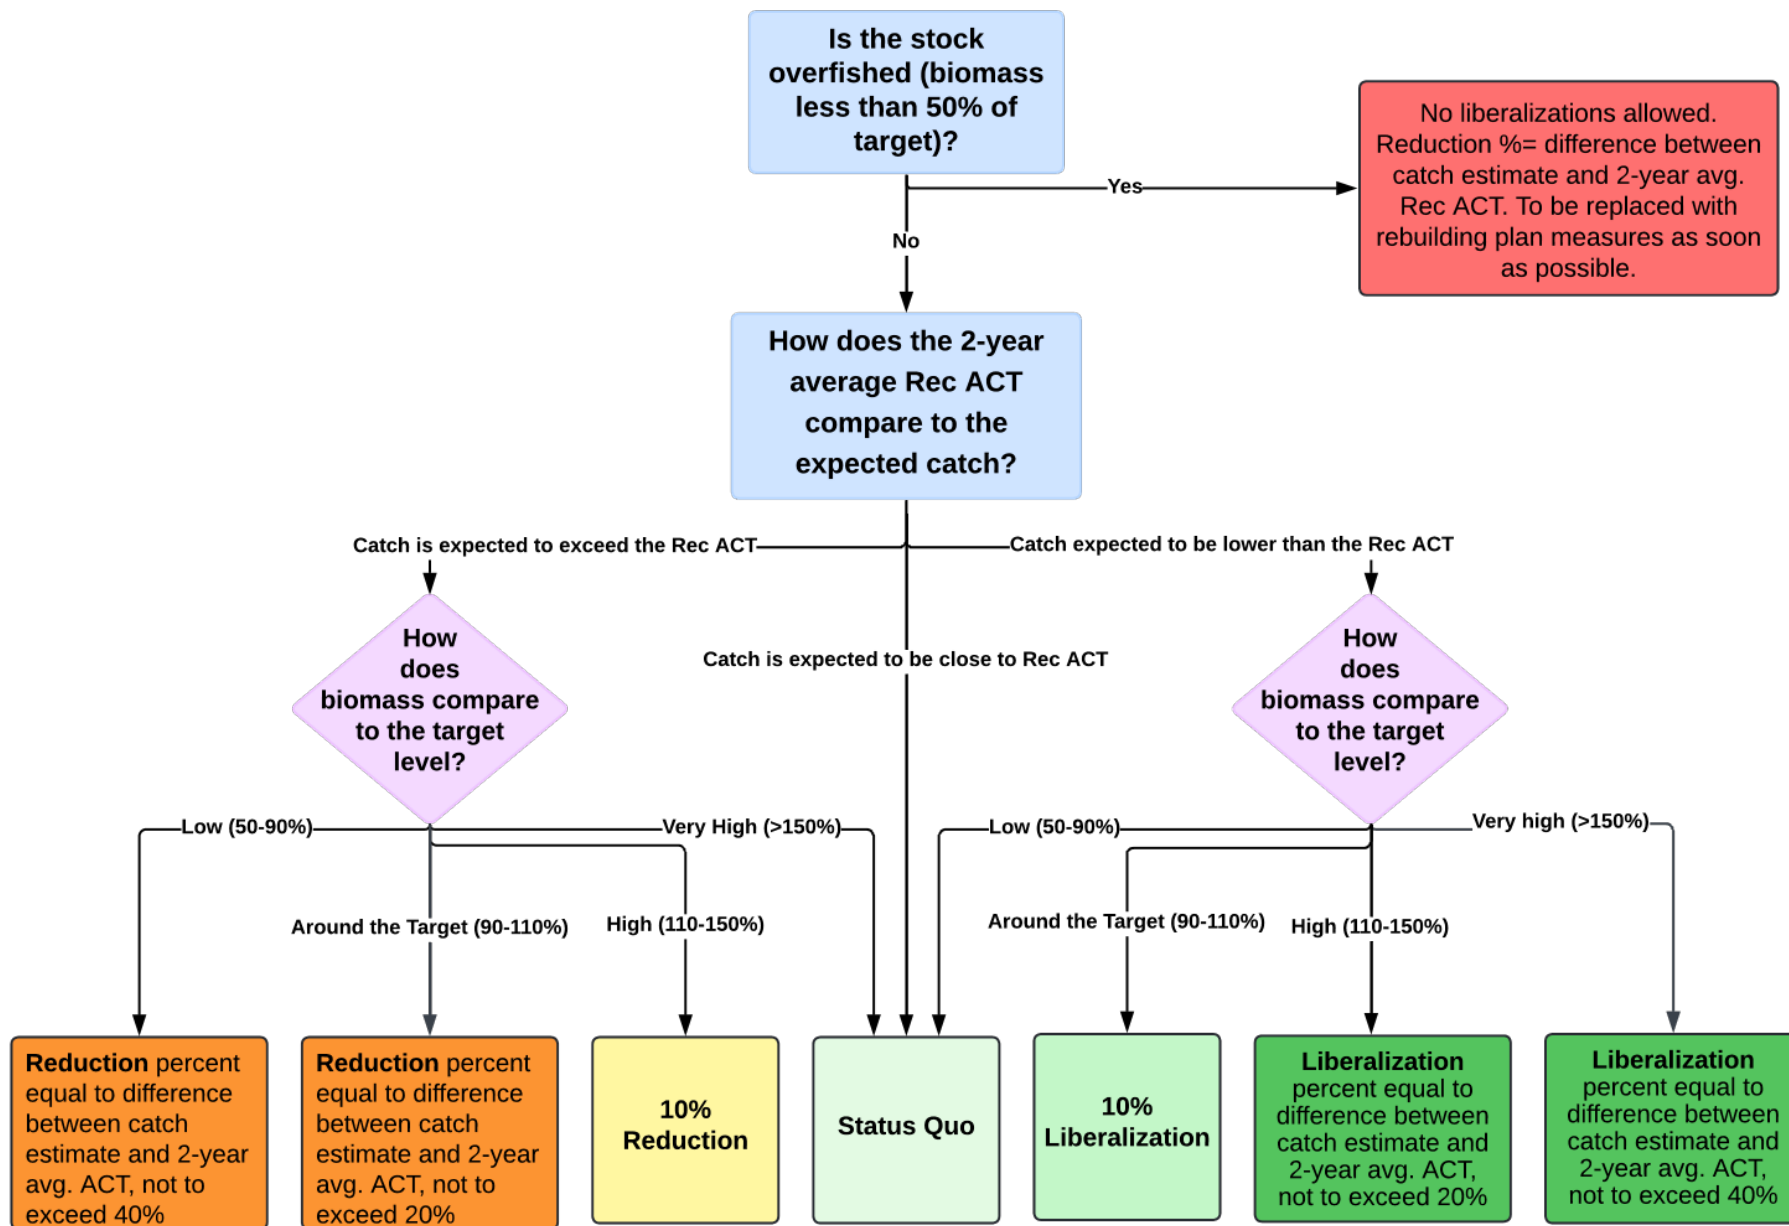 Is the stock
overfished (biomass
less than 50% of
target)?
No liberalizations allowed.
Reduction %= difference between
catch estimate and 2-year avg.
Rec ACT. To be replaced with
rebuilding plan measures as soon
as possible.
Yes
No
How does the 2-year
average Rec ACT
compare to the
expected catch?
Catch is expected to exceed the Rec ACT
Catch expected to be lower than the Rec ACT
How
does
biomass compare
to the target
level?
Catch is expected to be close to Rec ACT
How
does
biomass compare
to the target
level?
Low (50-90%)
Very High (>150%)
Low (50-90%)
Very high (>150%)
Around the Target (90-110%)
High (110-150%)
Around the Target (90-110%)
High (110-150%)
Reduction percent
equal to difference
between catch
estimate and 2-year
avg. ACT, not to
exceed 40%
Reduction percent
equal to difference
between catch
estimate and 2-year
avg. ACT, not to
exceed 20%
10%
Reduction
Status Quo
10%
Liberalization
Liberalization
percent equal to
difference between
catch estimate and
2-year avg. ACT,
not to exceed 20%
Liberalization
percent equal to
difference between
catch estimate and
2-year avg. ACT,
not to exceed 40%